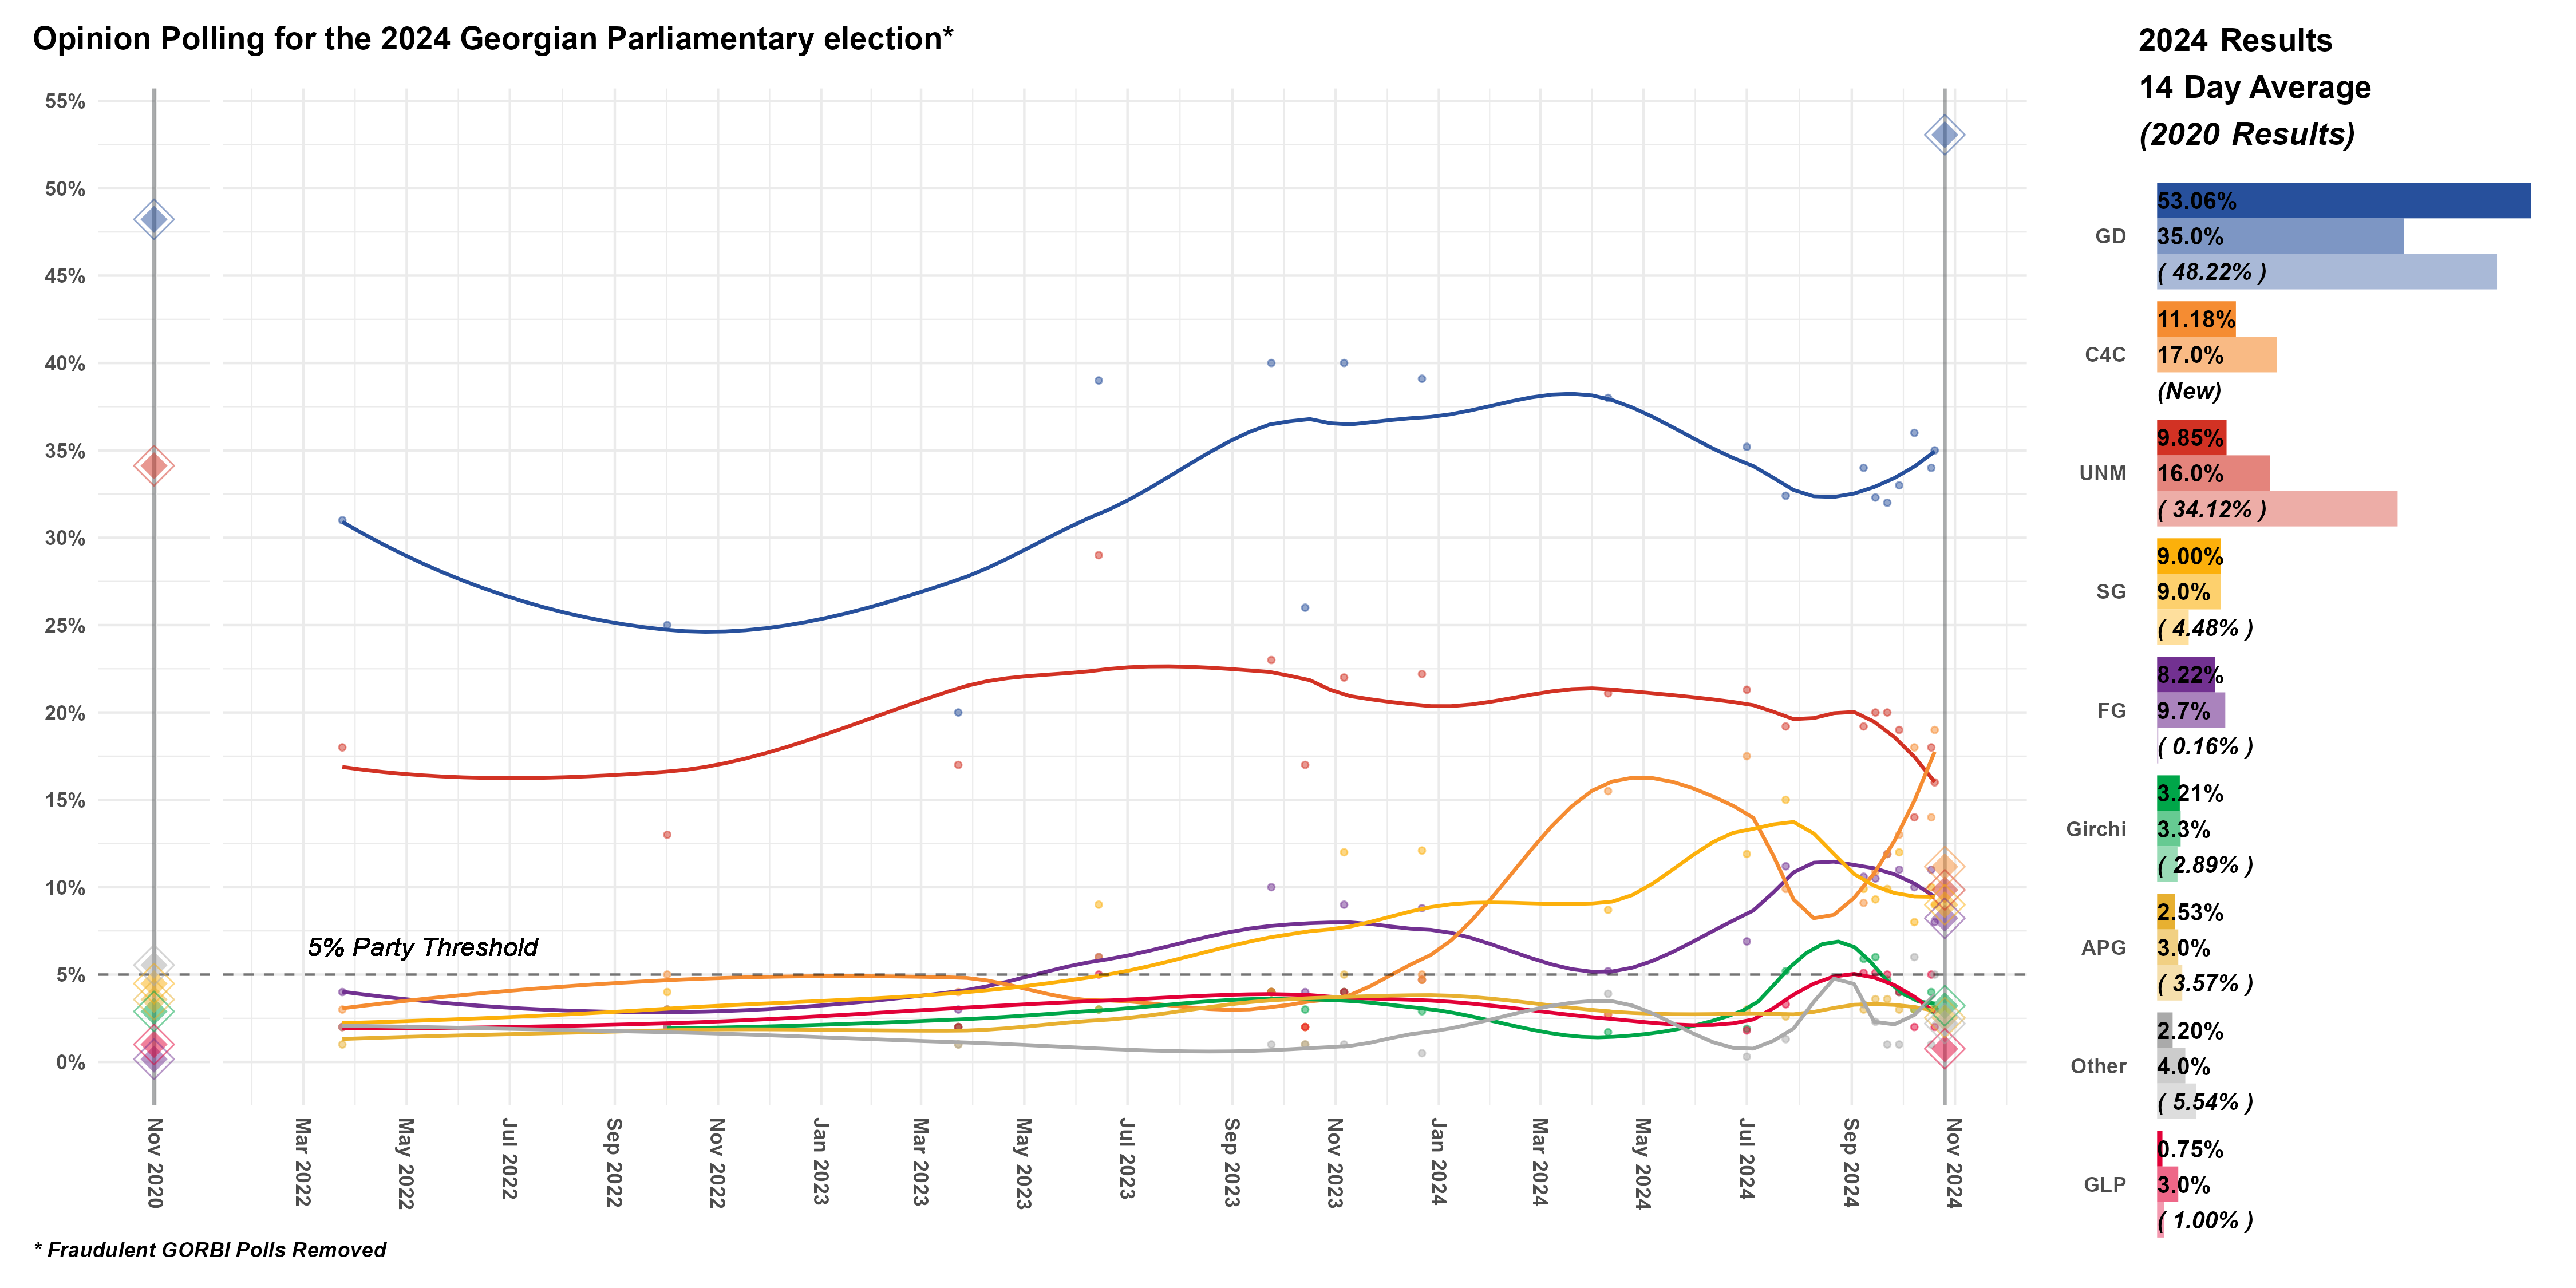 Opinion Polling for the 2024 Georgian Parliamentary election*
55%
50%
45%
40%
35%
30%
25%
20%
15%
10%
5%
0%
5% Party Threshold
Nov 2020
Mar 2022
May 2022
Jul 2022
Sep 2022
Nov 2022
Jan 2023
Mar 2023
May 2023
Jul 2023
Sep 2023
Nov 2023
Jan 2024
Mar 2024
May 2024
Jul 2024
Sep 2024
Nov 2024
* Fraudulent GORBI Polls Removed
2024 Results
14 Day Average
(2020 Results)
GD
53.06%
35.0%
( 48.22% )
C4C
11.18%
17.0%
(New)
UNM
9.85%
16.0%
( 34.12% )
SG
9.00%
9.0%
( 4.48% )
FG
8.22%
9.7%
( 0.16% )
Girchi
3.21%
3.3%
( 2.89% )
APG
2.53%
3.0%
( 3.57% )
Other
2.20%
4.0%
( 5.54% )
GLP
0.75%
3.0%
( 1.00% )